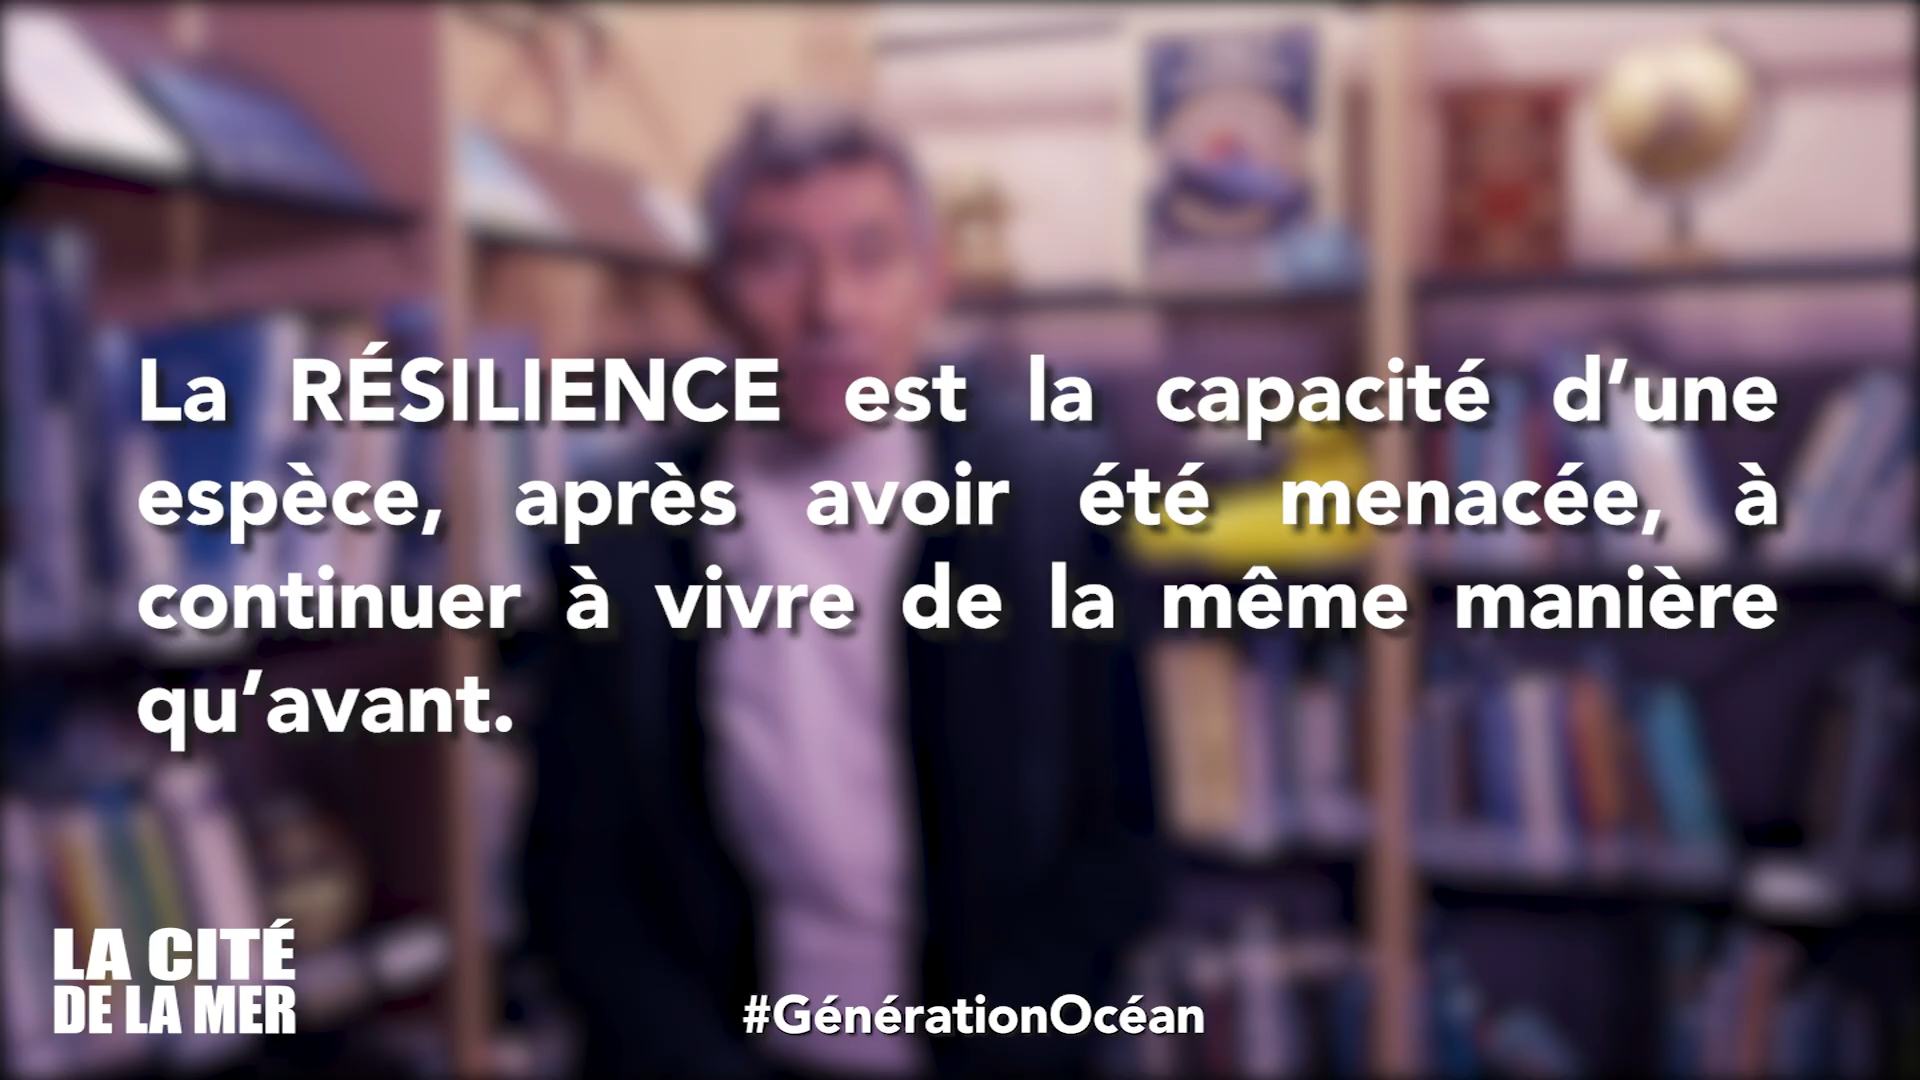 La RÉSILIENCE est la capacité d’une
espèce, après avoir été menacée, à
continuer à vivre de la même manière
qu’avant.
LA CITÉ
DE LA MER
#GénérationOcéan